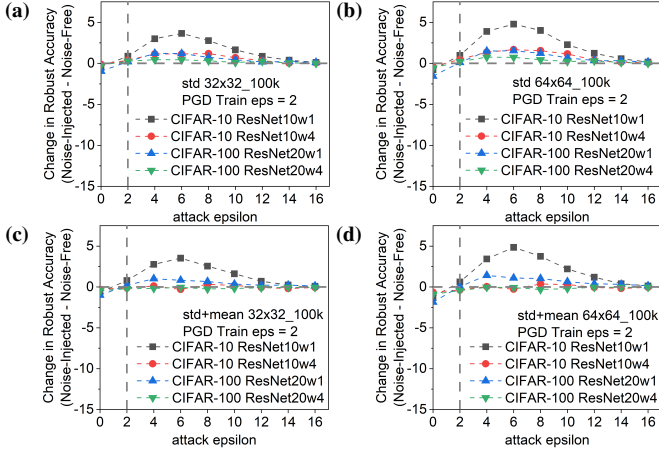 (a)
Change in Robust Accuracy
(Noise-Injected - Noise-Free)
5
0
-5
-10
-15
std 32x32_100k
PGD Train eps = 2
CIFAR-10 ResNet10w1
CIFAR-10 ResNet10w4
CIFAR-100 ResNet20w1
CIFAR-100 ResNet20w4
0 2 4 6 8 10 12 14 16
attack epsilon
(b)
Change in Robust Accuracy
(Noise-Injected - Noise-Free)
5
0
-5
-10
-15
std 64x64_100k
PGD Train eps = 2
CIFAR-10 ResNet10w1
CIFAR-10 ResNet10w4
CIFAR-100 ResNet20w1
CIFAR-100 ResNet20w4
0 2 4 6 8 10 12 14 16
attack epsilon
(c)
Change in Robust Accuracy
(Noise-Injected - Noise-Free)
5
0
-5
-10
-15
std+mean 32x32_100k
PGD Train eps = 2
CIFAR-10 ResNet10w1
CIFAR-10 ResNet10w4
CIFAR-100 ResNet20w1
CIFAR-100 ResNet20w4
0 2 4 6 8 10 12 14 16
attack epsilon
(d)
Change in Robust Accuracy
(Noise-Injected - Noise-Free)
5
0
-5
-10
-15
std+mean 64x64_100k
PGD Train eps = 2
CIFAR-10 ResNet10w1
CIFAR-10 ResNet10w4
CIFAR-100 ResNet20w1
CIFAR-100 ResNet20w4
0 2 4 6 8 10 12 14 16
attack epsilon